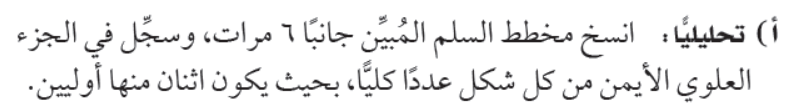 أ) تحليليًّا: انسخ مخطط السلم المُبيَّن جانبًا ٦ مرات، وسجِّل في الجزء
العلوي الأيمن من كل شكل عددًا كليًّا، بحيث يكون اثنان منها أوليين.